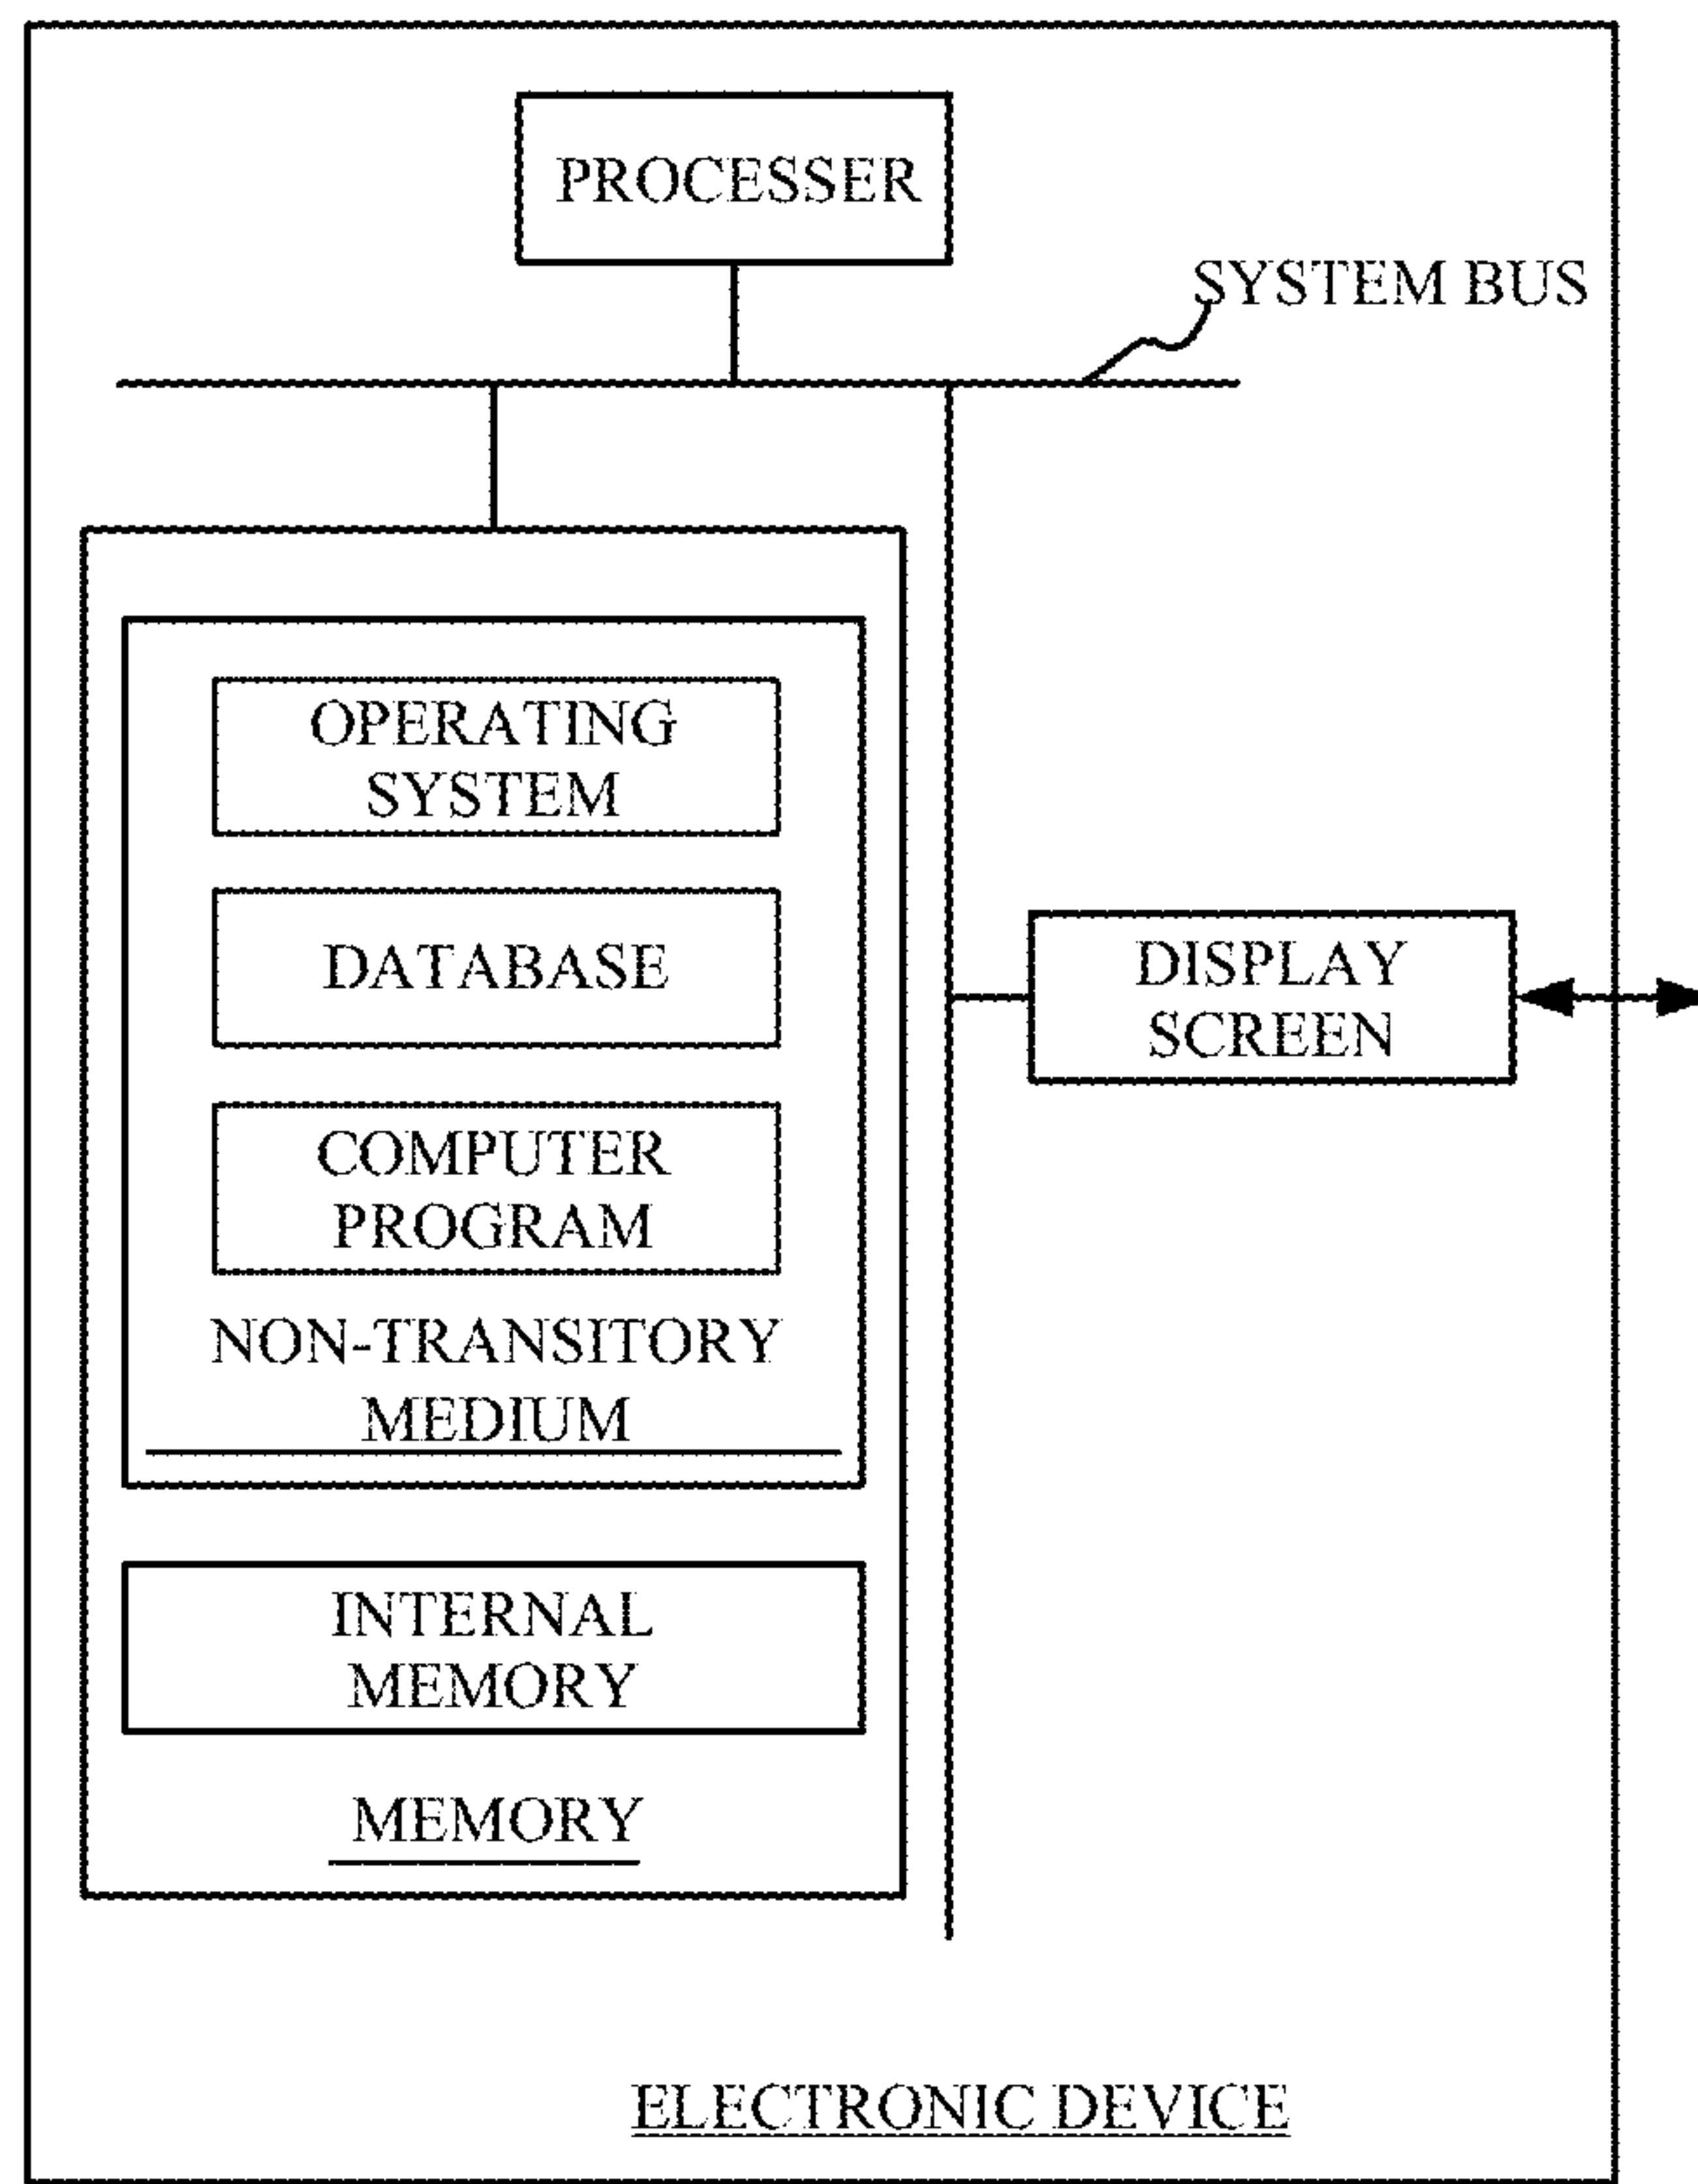 PROCESSER
SYSTEM BUS
OPERATING
SYSTEM
DATABASE
COMPUTER
PROGRAM
NON-TRANSITORY
MEDIUM
INTERNAL
MEMORY
MEMORY
DISPLAY
SCREEN
ELECTRONIC DEVICE